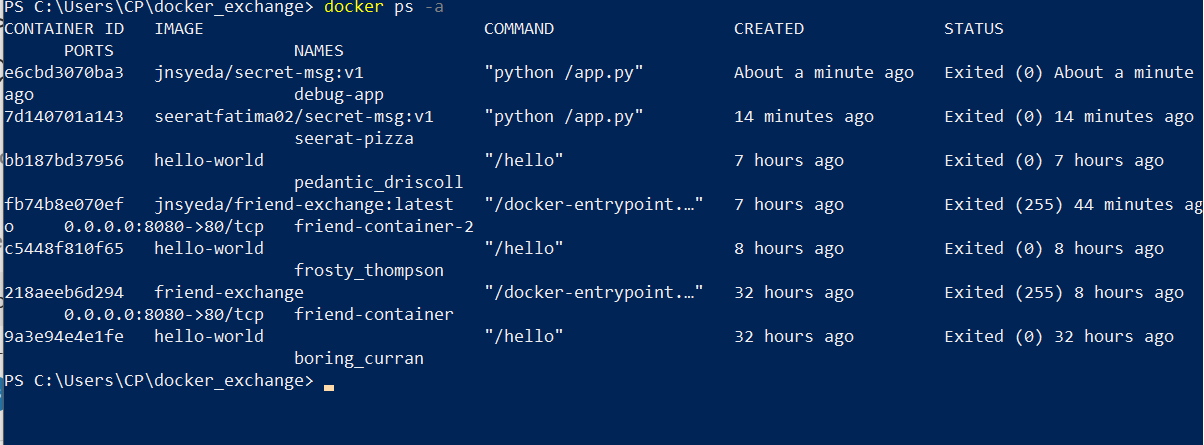 PS C:\Users\CP\docker_exchange> docker ps -a
CONTAINER ID   IMAGE                            COMMAND                  CREATED              STATUS
      PORTS                  NAMES
e6cbd3070ba3   jnsyeda/secret-msg:v1            "python /app.py"         About a minute ago   Exited (0) About a minute
ago                          debug-app
7d140701a143   seeratfatima02/secret-msg:v1     "python /app.py"         14 minutes ago       Exited (0) 14 minutes ago
                             seerat-pizza
bb187bd37956   hello-world                      "/hello"                 7 hours ago          Exited (0) 7 hours ago
                             pedantic_driscoll
fb74b8e070ef   jnsyeda/friend-exchange:latest   "/docker-entrypoint.…"   7 hours ago          Exited (255) 44 minutes ag
o     0.0.0.0:8080->80/tcp   friend-container-2
c5448f810f65   hello-world                      "/hello"                 8 hours ago          Exited (0) 8 hours ago
                             frosty_thompson
218aeeb6d294   friend-exchange                  "/docker-entrypoint.…"   32 hours ago         Exited (255) 8 hours ago
      0.0.0.0:8080->80/tcp   friend-container
9a3e94e4e1fe   hello-world                      "/hello"                 32 hours ago         Exited (0) 32 hours ago
                             boring_curran
PS C:\Users\CP\docker_exchange>